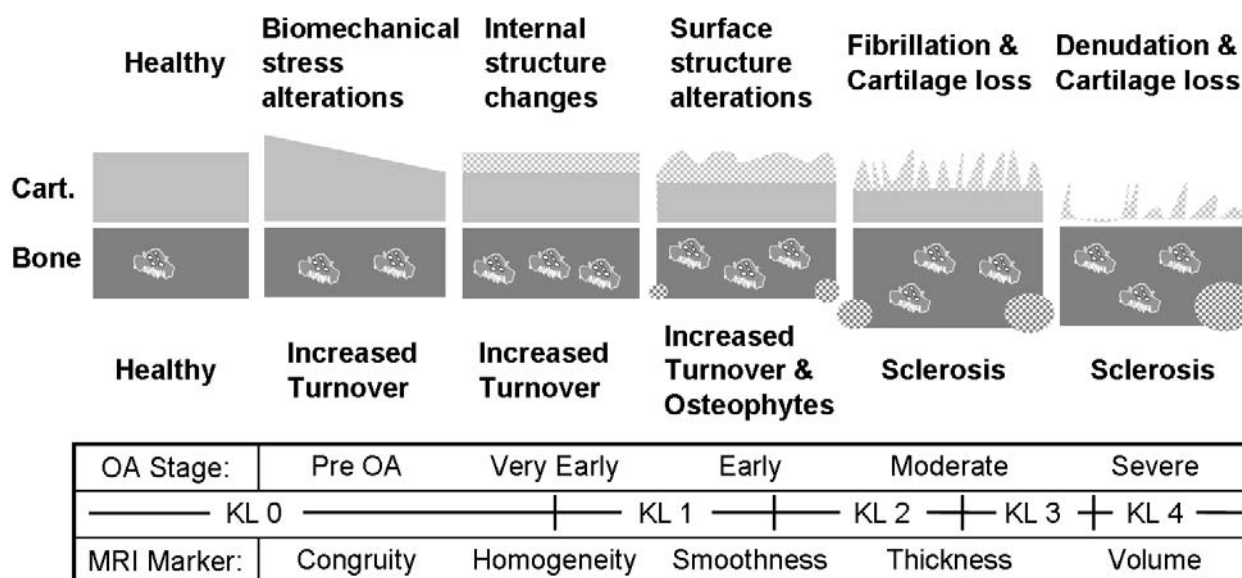 Healthy
Biomechanical
stress
alterations
Internal
structure
changes
Surface
structure
alterations
Fibrillation &
Cartilage loss
Denudation &
Cartilage loss
Cart.
Bone
Healthy
Increased
Turnover
Increased
Turnover
Increased
Turnover &
Osteophytes
Sclerosis
Sclerosis
OA Stage: Pre OA Very Early Early Moderate Severe
KL 0 KL 1 KL 2 KL 3 KL 4
MRI Marker: Congruity Homogeneity Smoothness Thickness Volume